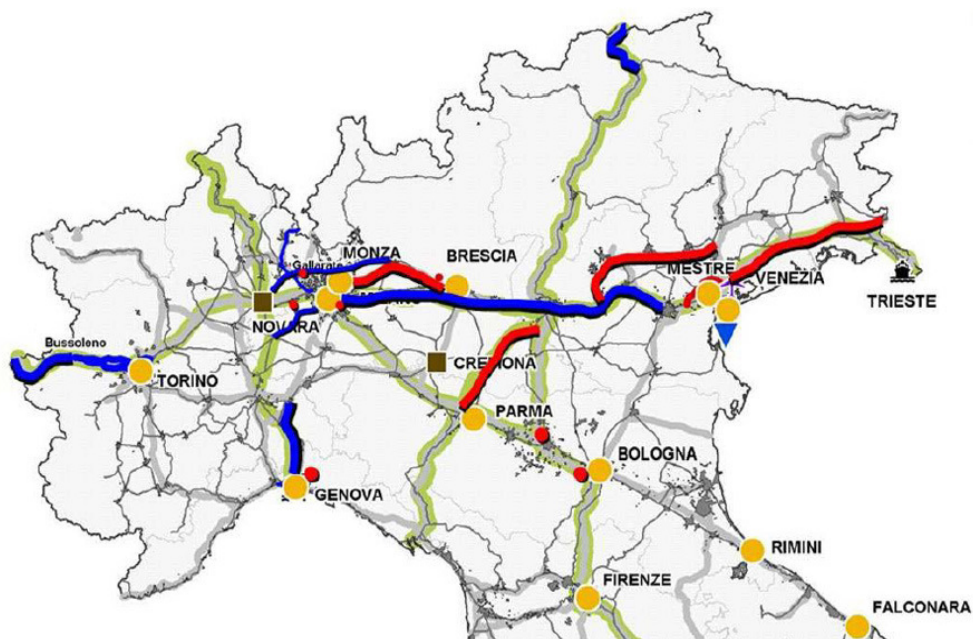 MONZA
BRESCIA
Gallarate
MESTRE
VENEZIA
TRIESTE
NOVARA
Bussoleno
TORINO
CREMONA
PARMA
BOLOGNA
GENOVA
RIMINI
FIRENZE
FALCONARA